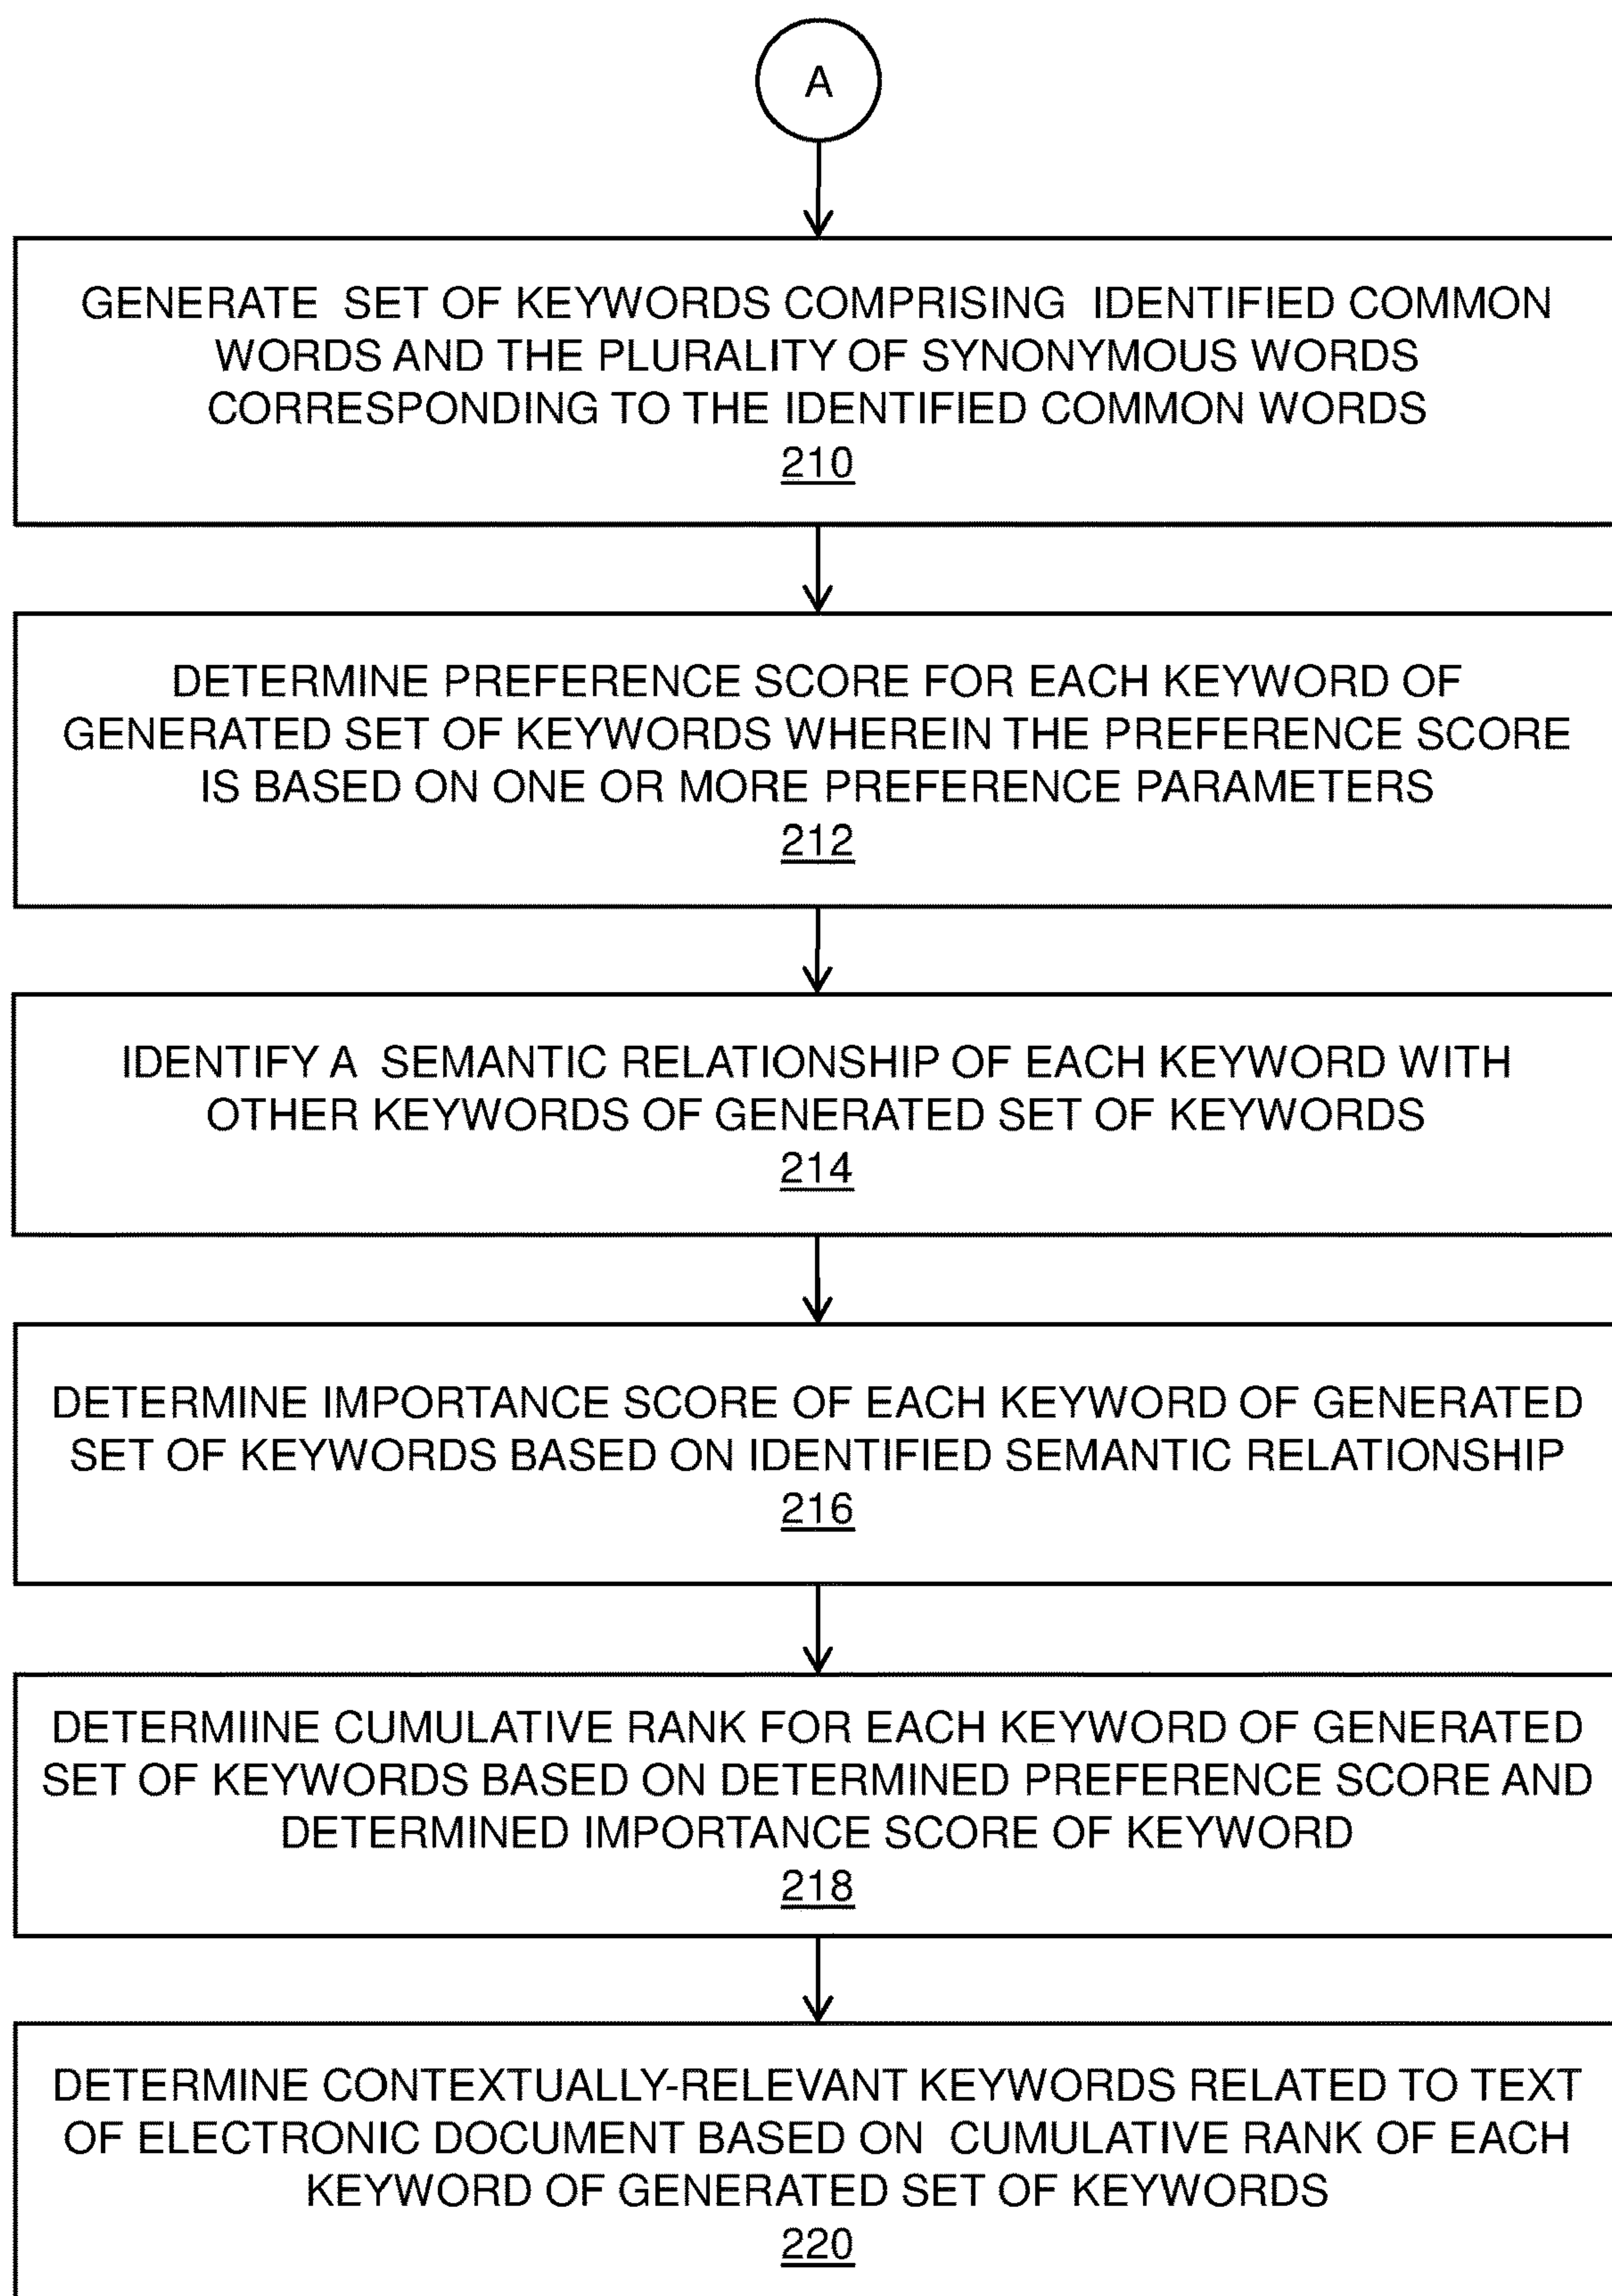 A
GENERATE SET OF KEYWORDS COMPRISING IDENTIFIED COMMON
WORDS AND THE PLURALITY OF SYNONYMOUS WORDS
CORRESPONDING TO THE IDENTIFIED COMMON WORDS
210
DETERMINE PREFERENCE SCORE FOR EACH KEYWORD OF
GENERATED SET OF KEYWORDS WHEREIN THE PREFERENCE SCORE
IS BASED ON ONE OR MORE PREFERENCE PARAMETERS
212
IDENTIFY A SEMANTIC RELATIONSHIP OF EACH KEYWORD WITH
OTHER KEYWORDS OF GENERATED SET OF KEYWORDS
214
DETERMINE IMPORTANCE SCORE OF EACH KEYWORD OF GENERATED
SET OF KEYWORDS BASED ON IDENTIFIED SEMANTIC RELATIONSHIP
216
DETERMIINE CUMULATIVE RANK FOR EACH KEYWORD OF GENERATED
SET OF KEYWORDS BASED ON DETERMINED PREFERENCE SCORE AND
DETERMINED IMPORTANCE SCORE OF KEYWORD
218
DETERMINE CONTEXTUALLY-RELEVANT KEYWORDS RELATED TO TEXT
OF ELECTRONIC DOCUMENT BASED ON CUMULATIVE RANK OF EACH
KEYWORD OF GENERATED SET OF KEYWORDS
220